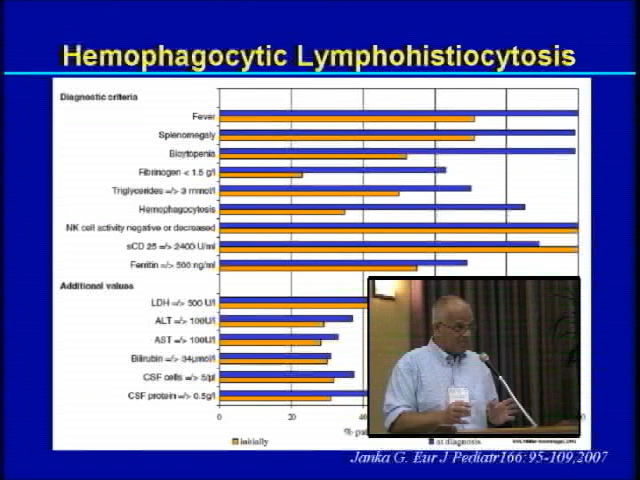 Hemophagocytic Lymphohistiocytosis
Diagnostic criteria
Fever
Splenomegaly
Bicytopenia
Fibrinogen < 1.5 g/l
Triglycerides =/> 3 mmol/l
Hemophagocytosis
NK cell activity negative or decreased
sCD 25 =/> 2400 U/ml
Ferritin =/> 500 ng/ml
Additional values
LDH =/> 500 U/l
ALT =/> 100U/l
AST =/> 100U/l
Bilirubin =/> 34µmol/l
CSF cells =/> 5/µl
CSF protein =/> 0.5g/l
0 20 40
% pa
initially at diagnosis
Janka G. Eur J Pediatr166:95-109,2007